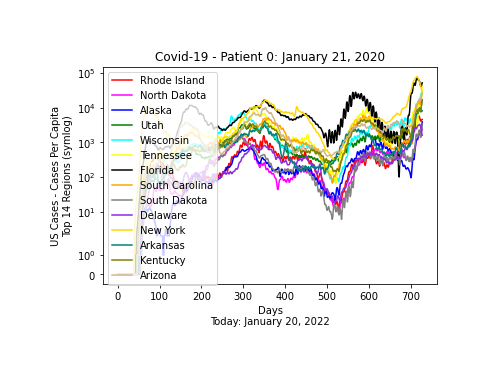 Covid-19 - Patient 0: January 21, 2020
US Cases - Cases Per Capita
Top 14 Regions (symlog)
10^5
10^4
10^3
10^2
10^1
10^0
0
Rhode Island
North Dakota
Alaska
Utah
Wisconsin
Tennessee
Florida
South Carolina
South Dakota
Delaware
New York
Arkansas
Kentucky
Arizona
0 100 200 300 400 500 600 700
Days
Today: January 20, 2022